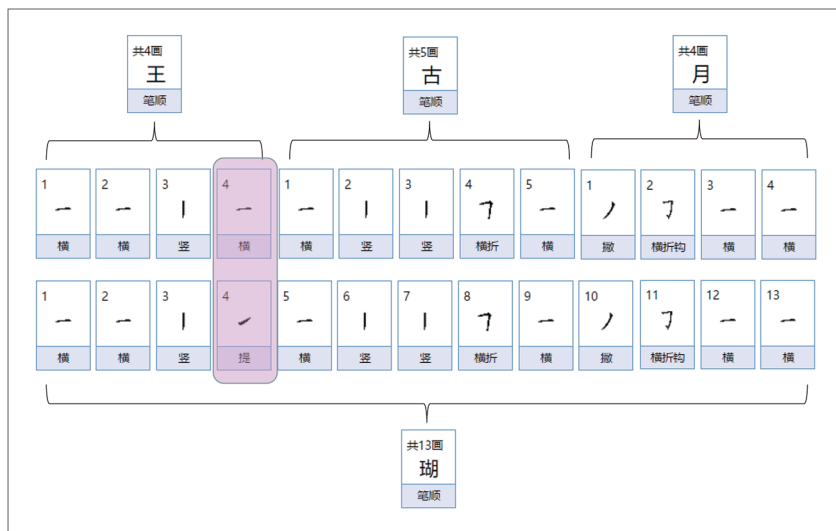 共4画 共5画 共4画
王 古 月
笔顺 笔顺 笔顺
1 2 3 4 1 2 3 4 5 1 2 3 4
横 横 竖 横 横 竖 竖 横折 横 撇 横折钩 横 横
1 2 3 4 5 6 7 8 9 10 11 12 13
横 横 竖 提 横 竖 竖 横折 横 撇 横折钩 横 横
共13画
瑚
笔顺